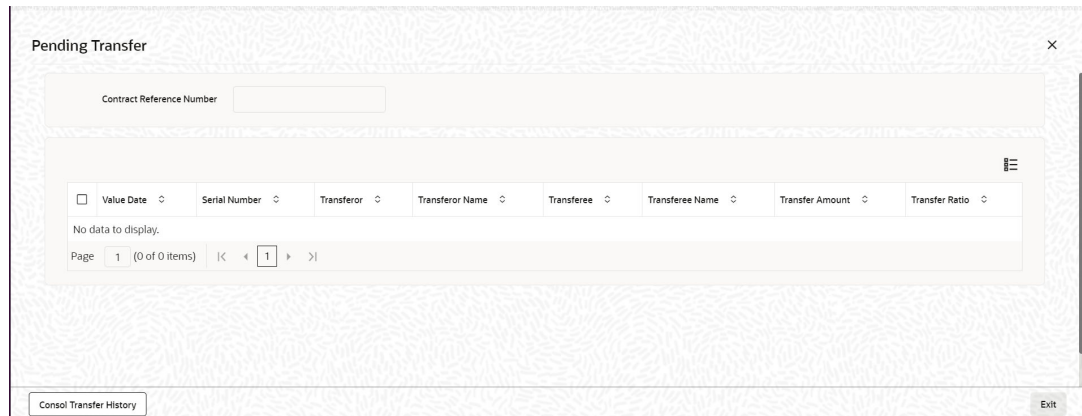 Pending Transfer
Contract Reference Number
Value Date Serial Number Transferor Transferor Name Transferee Transferee Name Transfer Amount Transfer Ratio
No data to display.
Page 1 (0 of 0 items) 1
Consol Transfer History Exit